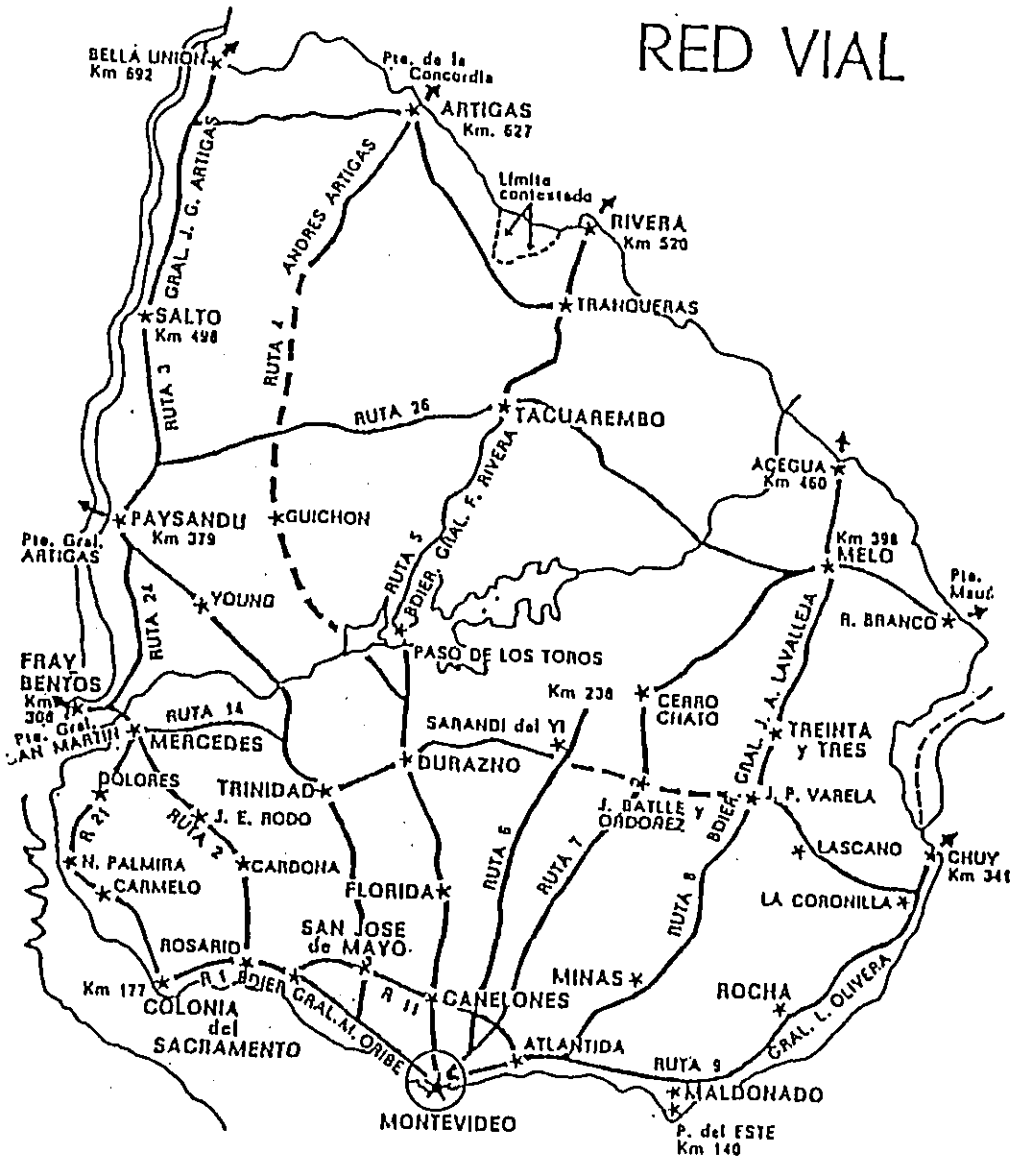 RED VIAL
BELLA UNION
Km 692
Pte. de la
Concordia
ARTIGAS
Km. 627
GRAL. J. G. ARTIGAS
ANDRES ARTIGAS
Límite
contestado
RIVERA
Km 520
SALTO
Km 498
TRANQUERAS
RUTA 3
RUTA 4
RUTA 26
TACUAREMBO
ACEGUA
Km 460
PAYSANDU
Km 379
Pte. Gral.
ARTIGAS
GUICHON
RUTA 5
BDIER. GRAL. F. RIVERA
Km 398
MELO
Pte.
Mauá
R. BRANCO
YOUNG
RUTA 24
PASO DE LOS TOROS
FRAY
BENTOS
Km
308
Pte. Gral.
SAN MARTIN
RUTA 14
MERCEDES
Km 238
CERRO
CHATO
BDIER. GRAL. J. A. LAVALLEJA
TREINTA
y TRES
SARANDI del YI
DURAZNO
DOLORES
TRINIDAD
J. BATLLE y
ORDOÑEZ
J. P. VARELA
R 21
RUTA 2
J. E. RODO
N. PALMIRA
CARDONA
CARMELO
RUTA 6
RUTA 7
RUTA 8
LASCANO
CHUY
Km 341
FLORIDA
LA CORONILLA
ROSARIO
SAN JOSE
de MAYO
Km 177
R 1 BDIER GRAL. M. ORIBE
R 11
CANELONES
MINAS
ROCHA
GRAL. L. OLIVERA
COLONIA
del
SACRAMENTO
ATLANTIDA
RUTA 9
MONTEVIDEO
MALDONADO
P. del ESTE
Km 140